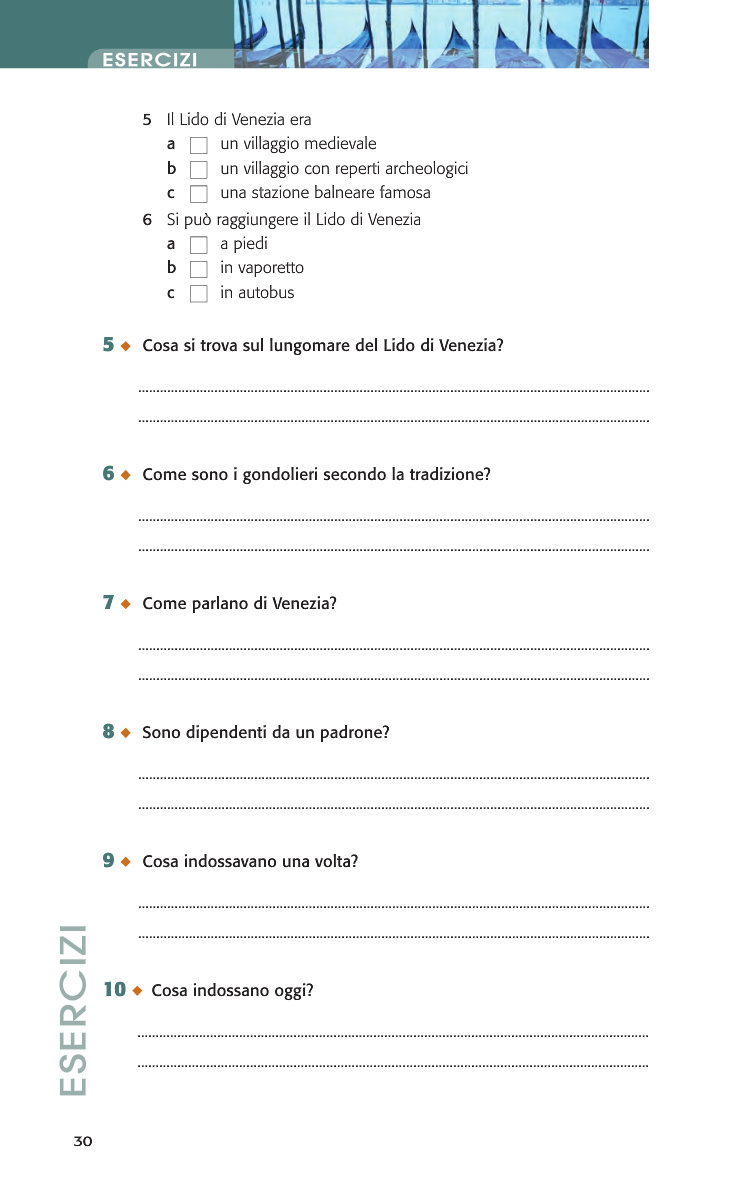 ESERCIZI
5 Il Lido di Venezia era
a un villaggio medievale
b un villaggio con reperti archeologici
c una stazione balneare famosa
6 Si può raggiungere il Lido di Venezia
a a piedi
b in vaporetto
c in autobus
5 ◆ Cosa si trova sul lungomare del Lido di Venezia?
6 ◆ Come sono i gondolieri secondo la tradizione?
7 ◆ Come parlano di Venezia?
8 ◆ Sono dipendenti da un padrone?
9 ◆ Cosa indossavano una volta?
10 ◆ Cosa indossano oggi?
ESERCIZI
30